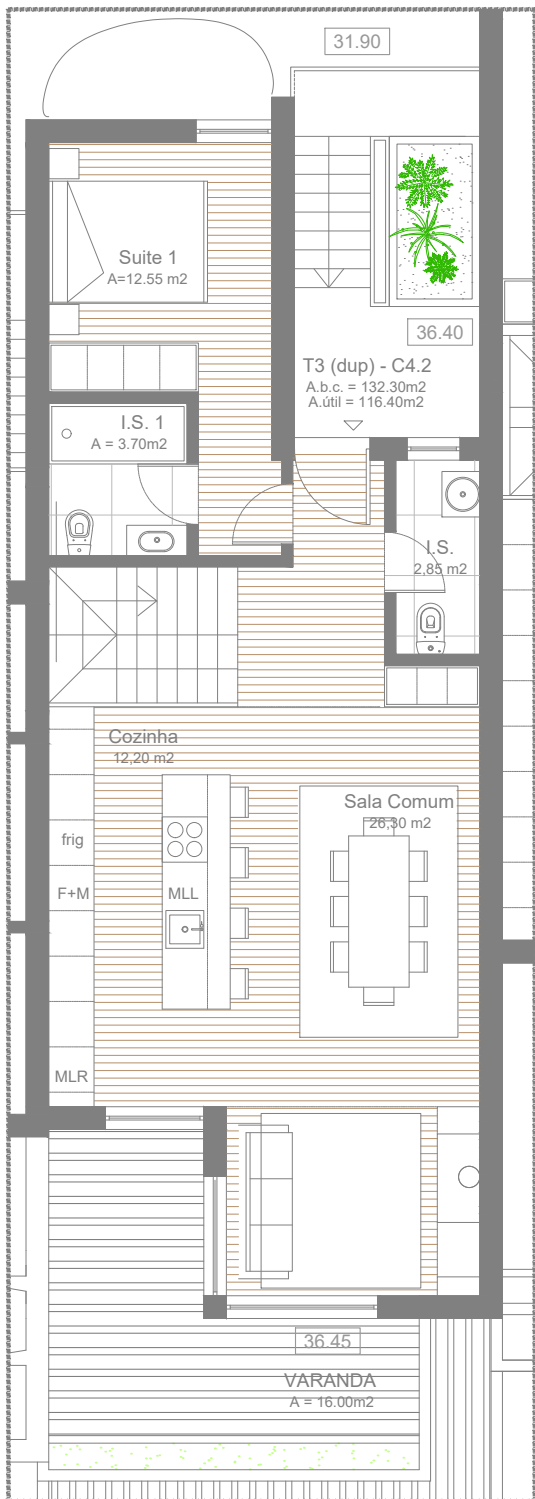 31.90
Suite 1
A=12.55 m2
36.40
T3 (dup) - C4.2
A.b.c. = 132.30m2
A.útil = 116.40m2
I.S. 1
A = 3.70m2
I.S.
2,85 m2
Cozinha
12,20 m2
Sala Comum
26,30 m2
frig
F+M
MLL
MLR
36.45
VARANDA
A = 16.00m2